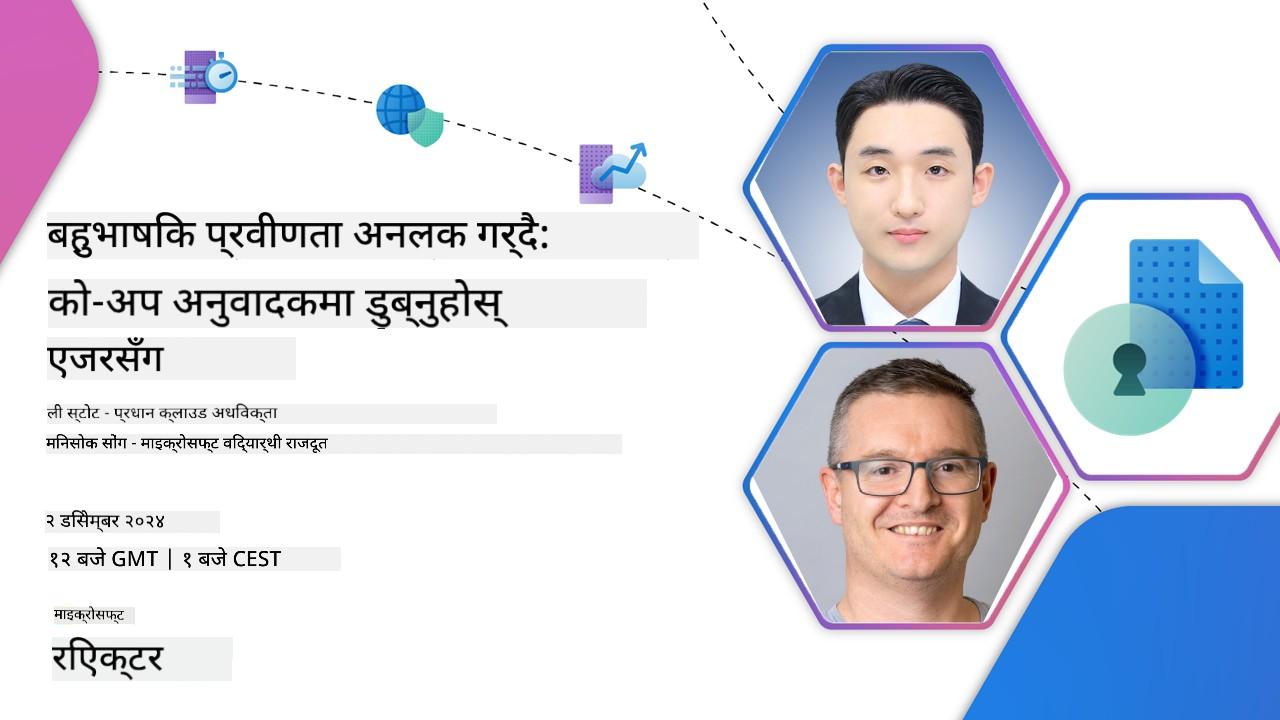 बहुभाषिक प्रवीणता अनलक गर्दै:
को-अप अनुवादकमा डुब्नुहोस्
एजरसँग
ली स्टोट - प्रधान क्लाउड अधिवक्ता
मिनसोक सोंग - माइक्रोसफ्ट विद्यार्थी राजदूत
२ डिसेम्बर २०२४
१२ बजे GMT | १ बजे CEST
माइक्रोसफ्ट
रिएक्टर